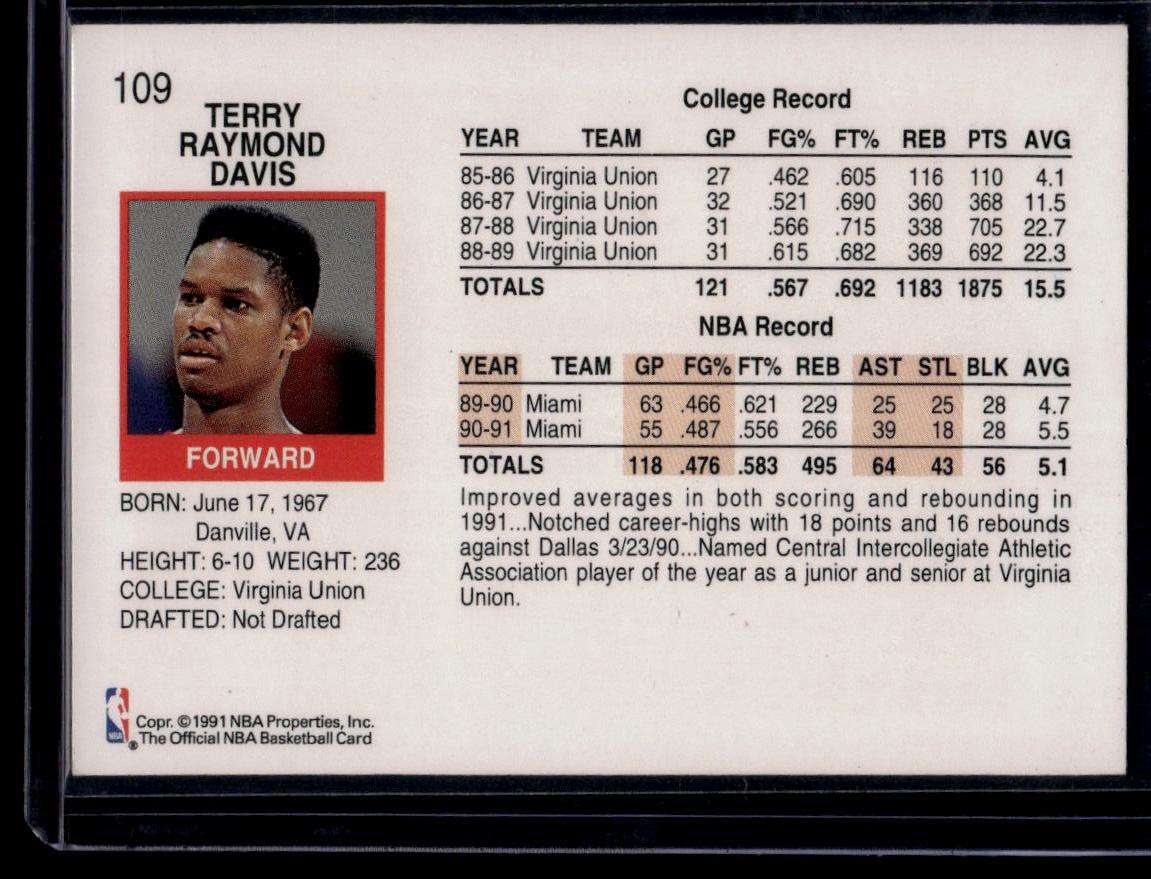 109
TERRY
RAYMOND
DAVIS
FORWARD
BORN: June 17, 1967
Danville, VA
HEIGHT: 6-10 WEIGHT: 236
COLLEGE: Virginia Union
DRAFTED: Not Drafted
College Record
YEAR TEAM GP FG% FT% REB PTS AVG
85-86 Virginia Union 27 .462 .605 116 110 4.1
86-87 Virginia Union 32 .521 .690 360 368 11.5
87-88 Virginia Union 31 .566 .715 338 705 22.7
88-89 Virginia Union 31 .615 .682 369 692 22.3
TOTALS 121 .567 .692 1183 1875 15.5
NBA Record
YEAR TEAM GP FG% FT% REB AST STL BLK AVG
89-90 Miami 63 .466 .621 229 25 25 28 4.7
90-91 Miami 55 .487 .556 266 39 18 28 5.5
TOTALS 118 .476 .583 495 64 43 56 5.1
Improved averages in both scoring and rebounding in
1991...Notched career-highs with 18 points and 16 rebounds
against Dallas 3/23/90...Named Central Intercollegiate Athletic
Association player of the year as a junior and senior at Virginia
Union.
NBA
®
Copr. ©1991 NBA Properties, Inc.
The Official NBA Basketball Card